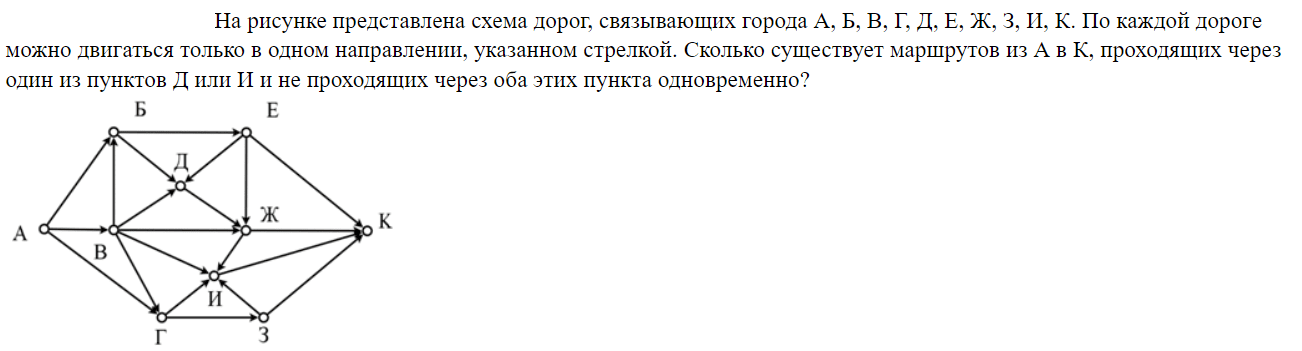 На рисунке представлена схема дорог, связывающих города А, Б, В, Г, Д, Е, Ж, З, И, К. По каждой дороге
можно двигаться только в одном направлении, указанном стрелкой. Сколько существует маршрутов из А в К, проходящих через
один из пунктов Д или И и не проходящих через оба этих пункта одновременно?
Б Е
Д
Ж
К
А
В
И
Г З